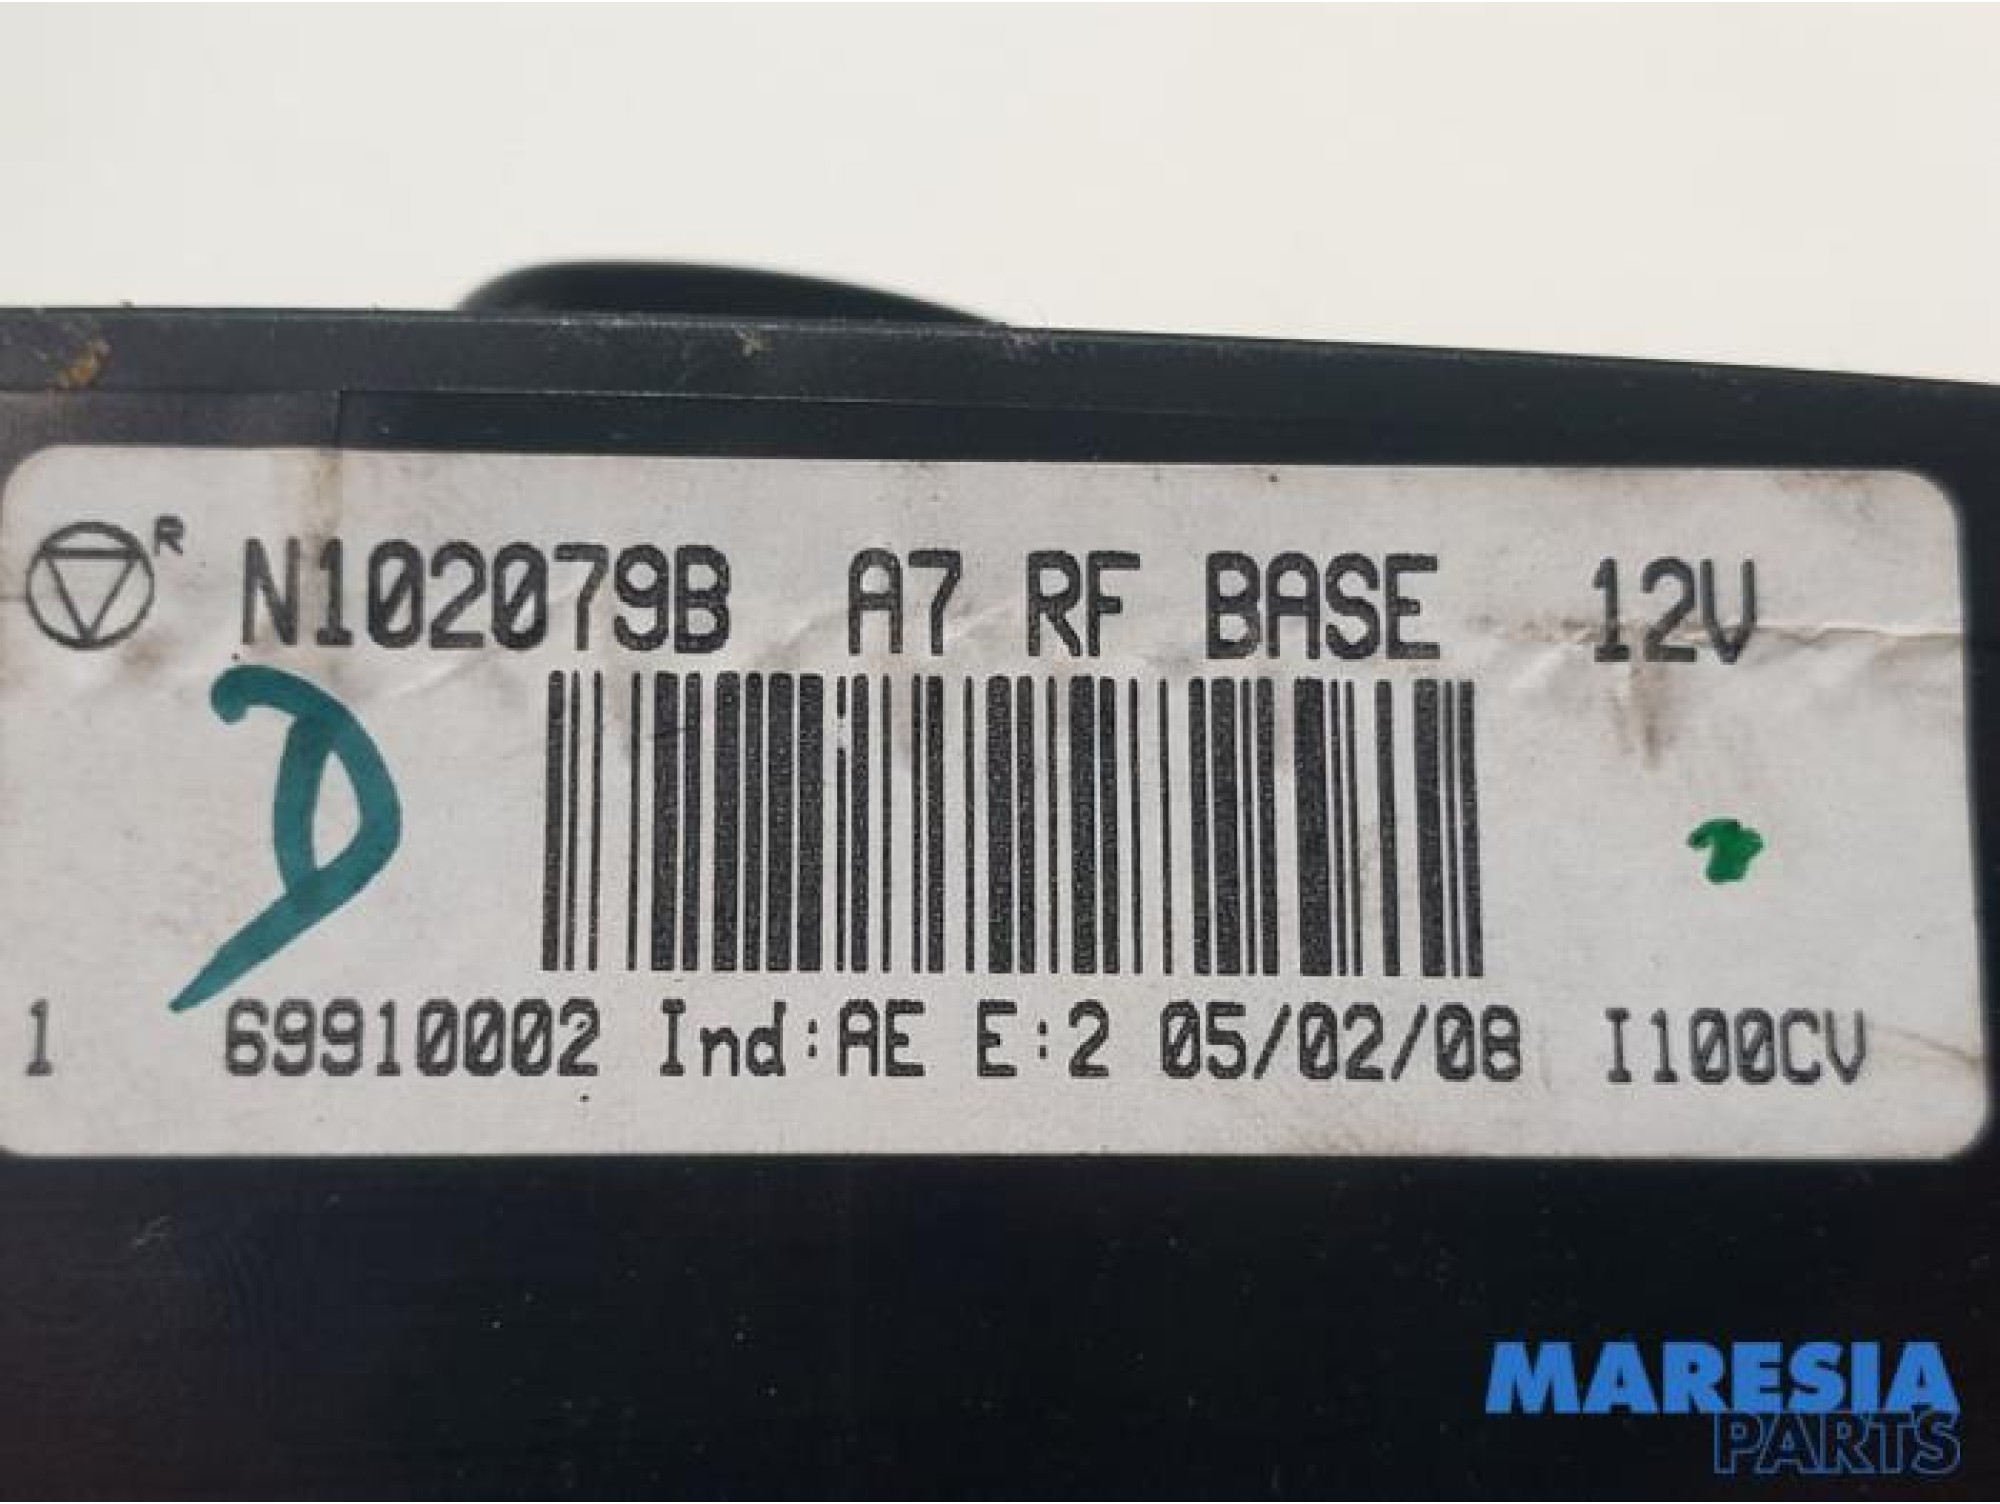 R N102079B A7 RF BASE 12V
D
1 69910002 Ind:AE E:2 05/02/08 I100CV
MARESIA
PARTS